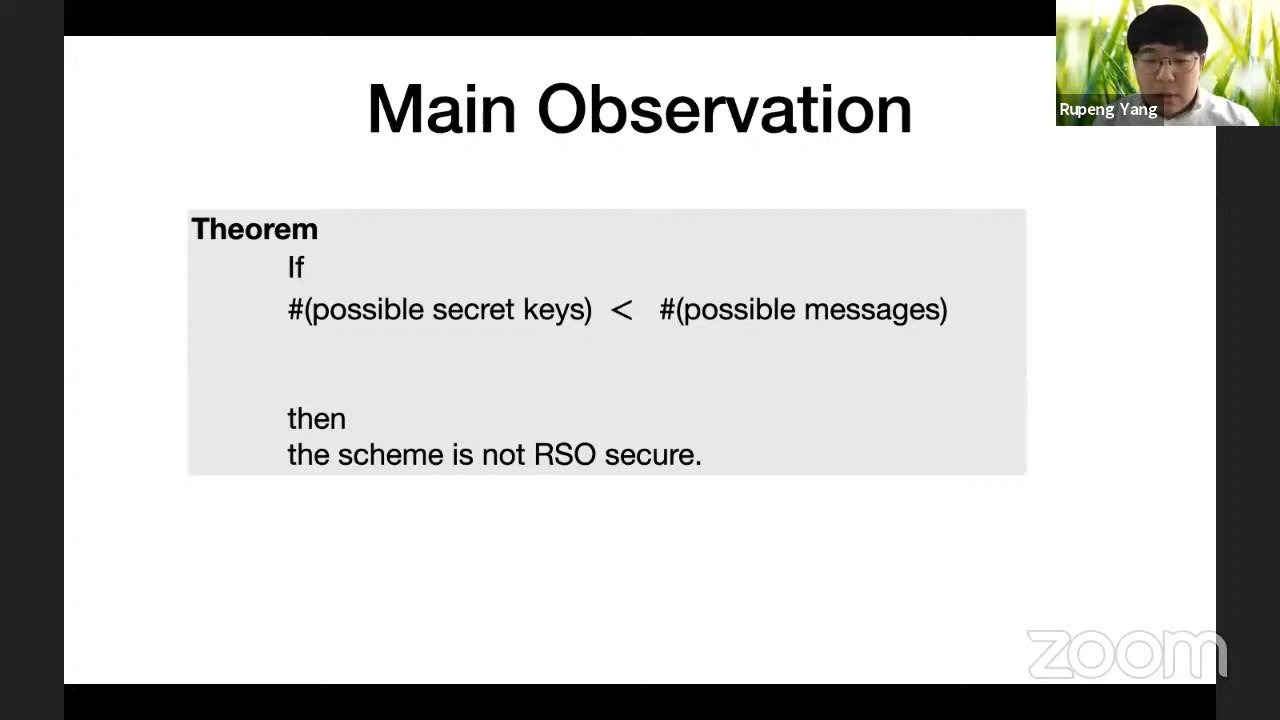 Main Observation
Rupeng Yang
Theorem
If
#(possible secret keys) < #(possible messages)
then
the scheme is not RSO secure.
zoom